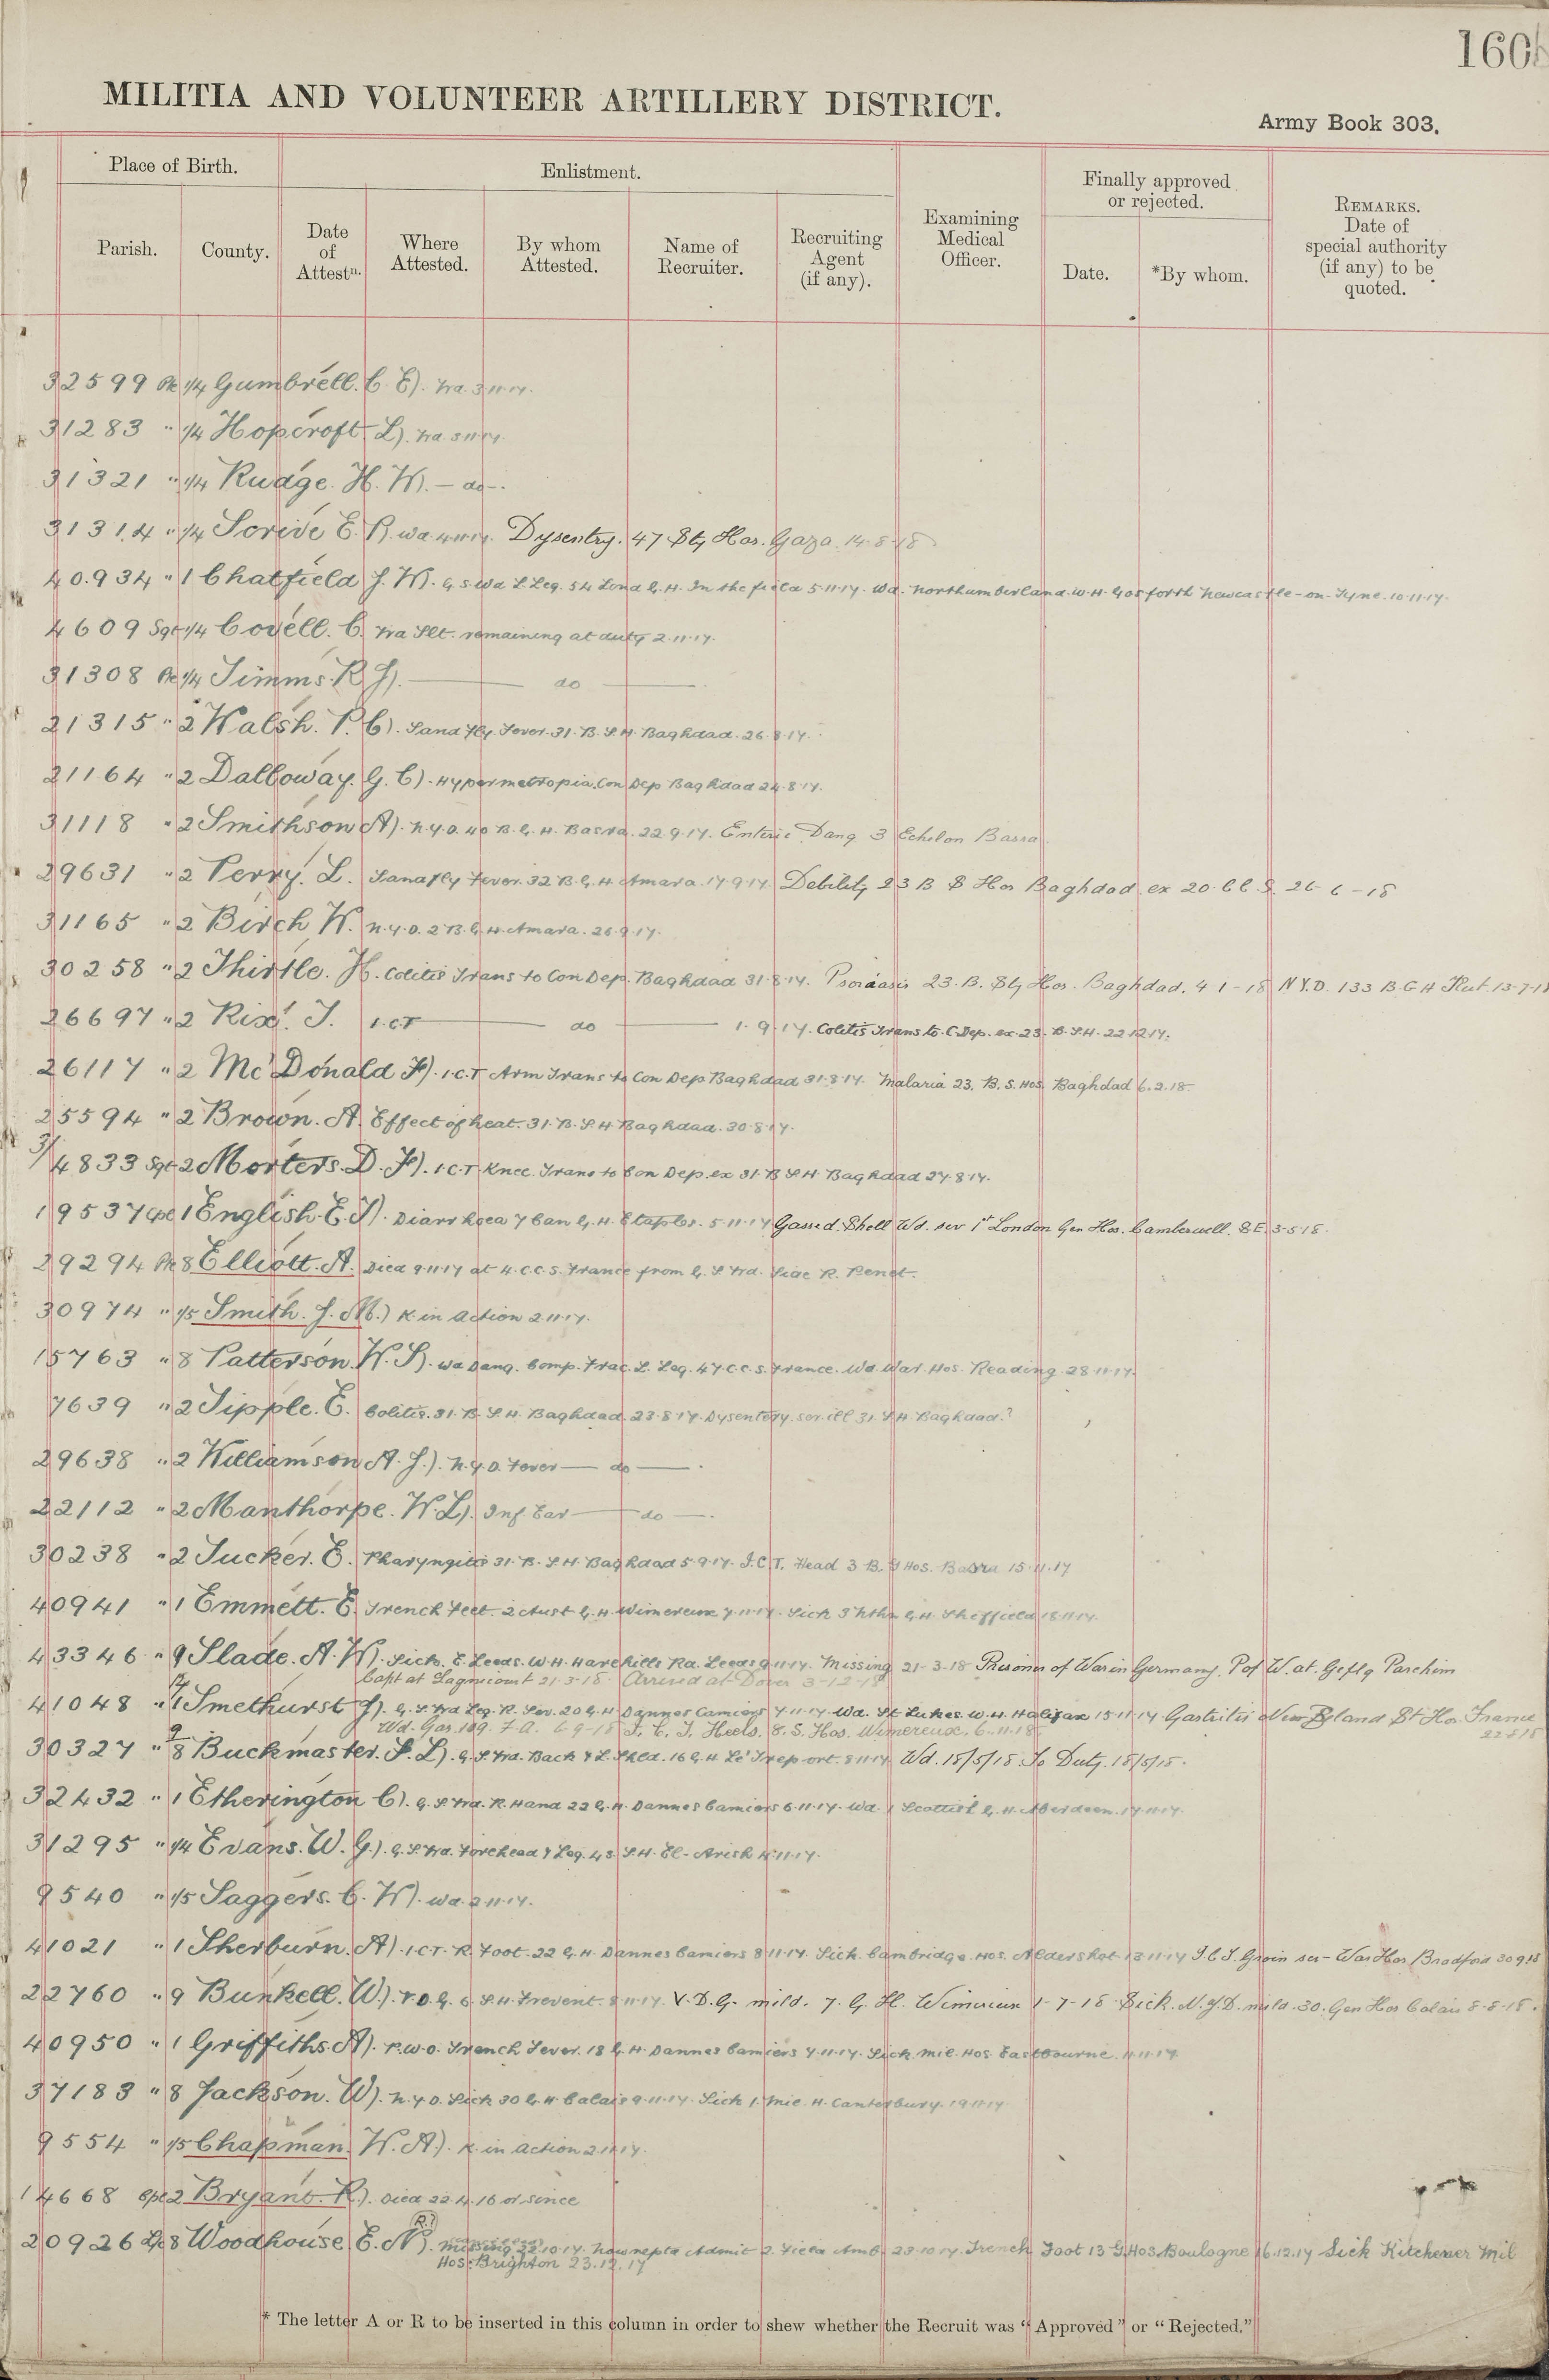 160
MILITIA AND VOLUNTEER ARTILLERY DISTRICT.
Army Book 303.
Place of Birth.
Enlistment.
Finally approved or rejected.
Parish.
County.
Date of Attestn.
Where Attested.
By whom Attested.
Name of Recruiter.
Recruiting Agent (if any).
Examining Medical Officer.
Date.
*By whom.
REMARKS. Date of special authority (if any) to be quoted.
32599 Pte 1/4 Gumbrell. C. E). Wa. 3.11.17.
31283 " 1/4 Hopcroft. L). Wa. 3.11.17.
31321 " 1/4 Rudge. H. W). — do —.
31314 " 1/4 Scrive E. R. Wa 4.11.17. Dysentry. 47 Sty Hos. Gaza. 14.8.18
40934 " 1 Chatfield J. W. G.S. Wd L. Leg. 54 Lond G.H. In the field 5.11.17. Wd. Northumberland. W.H. Gosforth Newcastle-on-Tyne. 10.11.17.
4609 Sgt 1/4 Covell. C. Wa Slt. remaining at duty 2.11.17.
31308 Pte 1/4 Timms. R. J). — do —
21315 " 2 Walsh. P. C). Sand Fly Fever. 31. B. S. H. Baghdad. 26.8.17.
21164 " 2 Dalloway. G. C). Hypermetropia. Con Dep Baghdad 24.8.17.
31118 " 2 Smithson A). N.Y.D. 40 B. G. H. Basra. 22.9.17. Enteric Dang 3 Echelon Basra
29631 " 2 Perry. L. Sandfly Fever. 32 B. G. H Amara. 17.9.17. Debility 23 B S Hos Baghdad ex 20. CC. S. 26-6-18
31165 " 2 Birch W. N.Y.D. 2 B. G. H. Amara. 26.9.17.
30258 " 2 Thirtle. H. Colitis Trans to Con Dep. Baghdad 31.8.17. Psoriasis 23. B. Sty Hos. Baghdad. 4-1-18 N.Y.D. 133 B.G.H Kut. 13-7-18
26697 " 2 Rix. J. I.C.T — do — 1.9.17. Colitis Trans to. C. Dep. ex 23. B. S.H. 22.12.17.
26117 " 2 McDonald F). I.C.T Arm Trans to Con Dep Baghdad 31.8.17. Malaria 23. B. S. Hos Baghdad 6.2.18.
25594 " 2 Brown. A. Effect of heat. 31. B. S. H Baghdad. 30.8.17.
3/4833 Sgt 2 Morters. D. F). I.C.T Knee. Trans to Con Dep. ex 31. B S H. Baghdad 27.8.17.
19537 Cpl 1 English. E. J). Diarrhoea 7 Can G. H. Etaples. 5.11.17 Gassed. Shell Wd. sev 1st London Gen Hos. Camberwell. S.E. 3-5-18.
29294 Pte 8 Elliott. A. Died 9.11.17 at 4. C.C.S. France from G. S Wd. Side R. Penet.
30974 " 1/5 Smith. J. M.) K. in Action 2.11.17.
15763 " 8 Patterson. W. S). Wd Dang. Comp. Frac. L. Leg. 47. C.C.S. France. Wd War. Hos. Reading 28.11.17.
7639 " 2 Tipple. E. Colitis. 31. B. S. H. Baghdad. 23.8.17. Dysentery. ser. ill 31. S.H. Baghdad?
29638 " 2 Williamson A. J.). N.Y.D. Fever — do —.
22112 " 2 Manthorpe. W. L). Inf. Ear — do —.
30238 " 2 Tucker. E. Pharyngitis 31. B. S. H. Baghdad 5.9.17. I.C.T. Head 3 B. G Hos. Basra 15.11.17
40941 " 1 Emmett. E. Trench Feet. 2 Aust G. H. Wimereux 7.11.17. Sick 3 Nthn G.H. Sheffield 18.11.17.
43346 " 9 Slade. A. W). Sick. E. Leeds. W.H. Harehills Rd. Leeds 9.11.17. Missing 21-3-18 Prisoner of War in Germany. P of W. at. Geflg Parchim
Capt at Lagnicourt 21-3-18 Arrived at Dover 3-12-18
41048 " 1 Smethurst J). G. S. Wd Leg. R. Sev. 20 G. H Dannes Camiers 7.11.17 Wd. St Lukes. W. H. Halifax 15.11.17 Gastritis New Zealand St Hos. France 22.8.18
Wd. Gas. 109. F. A. 6-9-18 I. C. T. Heels. 8. S. Hos. Wimereux. 6.11.18
30327 " 8 Buckmaster. S. L). G. S. Wd. Back & L. Shld. 16 G. H Le Treport. 8.11.17. Wd. 15/5/18. To Duty. 18/5/18.
32432 " 1 Etherington C). G. S. Wd. R. Hand 22 G. H. Dannes Camiers 6.11.17. Wd. 1 Scottish G. H. Aberdeen. 17.11.17.
31295 " 1/4 Evans. W. G). G. S. Wd. Forehead & Leg. 43 S. H. El-Arish 4.11.17.
9540 " 1/5 Saggers. C. W). Wd. 2.11.17.
41021 " 1 Sherburn. A). I.C.T. R. Foot. 22 G. H. Dannes Camiers 8.11.17. Sick. Cambridge. Hos. Aldershot 13.11.17 I C T. Groin sev - War Hos Bradford 30.9.18
22760 " 9 Bunkell. W). V.D.G. 6. S. H. Frevent. 8.11.17. V.D.G. mild. 7. G. H. Wimereux 1-7-18 Sick. N.Y.D. mild. 30. Gen Hos Calais 8-8-18.
40950 " 1 Griffiths. A). P.U.O. Trench Fever. 18 G. H. Dannes Camiers 7.11.17. Sick. Mil. Hos. Eastbourne. 11.11.17
37183 " 8 Jackson. W). N.Y.D. Sick 30 G. H. Calais 9.11.17. Sick 1. Mil. H. Canterbury. 19.11.17
9554 " 1/5 Chapman. W. A). K. in action 2.11.17.
14668 Cpl 2 Bryant. R). Died 22.4.16 or since
20926 L/c 8 Woodhouse E. N). (R.?) Missing 22.10.17. Now reptd Admit 2. Field Amb. 23.10.17. Trench Foot 13 G. Hos. Boulogne 16.12.17 Sick Kitchener Mil
Hos. Brighton 23.12.17
* The letter A or R to be inserted in this column in order to shew whether the Recruit was "Approved" or "Rejected."